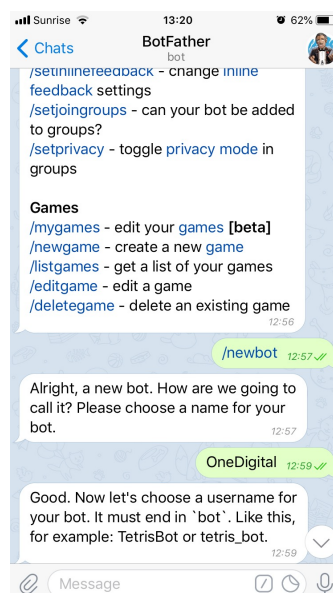 Sunrise 13:20 62%
Chats BotFather
bot
/setinlinefeedback - change inline
feedback settings
/setjoingroups - can your bot be added
to groups?
/setprivacy - toggle privacy mode in
groups
Games
/mygames - edit your games [beta]
/newgame - create a new game
/listgames - get a list of your games
/editgame - edit a game
/deletegame - delete an existing game
12:56
/newbot 12:57
Alright, a new bot. How are we going to
call it? Please choose a name for your
bot.
12:57
OneDigital 12:59
Good. Now let's choose a username for
your bot. It must end in `bot`. Like this,
for example: TetrisBot or tetris_bot.
12:59
Message